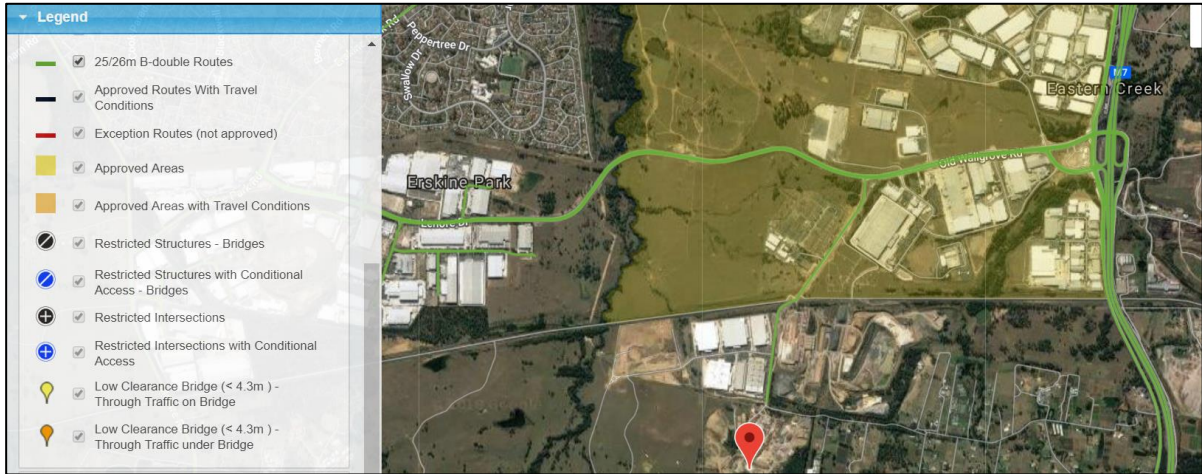 Legend
25/26m B-double Routes
Approved Routes With Travel
Conditions
Exception Routes (not approved)
Approved Areas
Approved Areas with Travel Conditions
Restricted Structures - Bridges
Restricted Structures with Conditional
Access - Bridges
Restricted Intersections
Restricted Intersections with Conditional
Access
Low Clearance Bridge (< 4.3m ) -
Through Traffic on Bridge
Low Clearance Bridge (< 4.3m ) -
Through Traffic under Bridge
Peppertree Dr
Swallow Dr
Rd
M7
Eastern Creek
Old Wallgrove Rd
Erskine Park
Lenore Dr